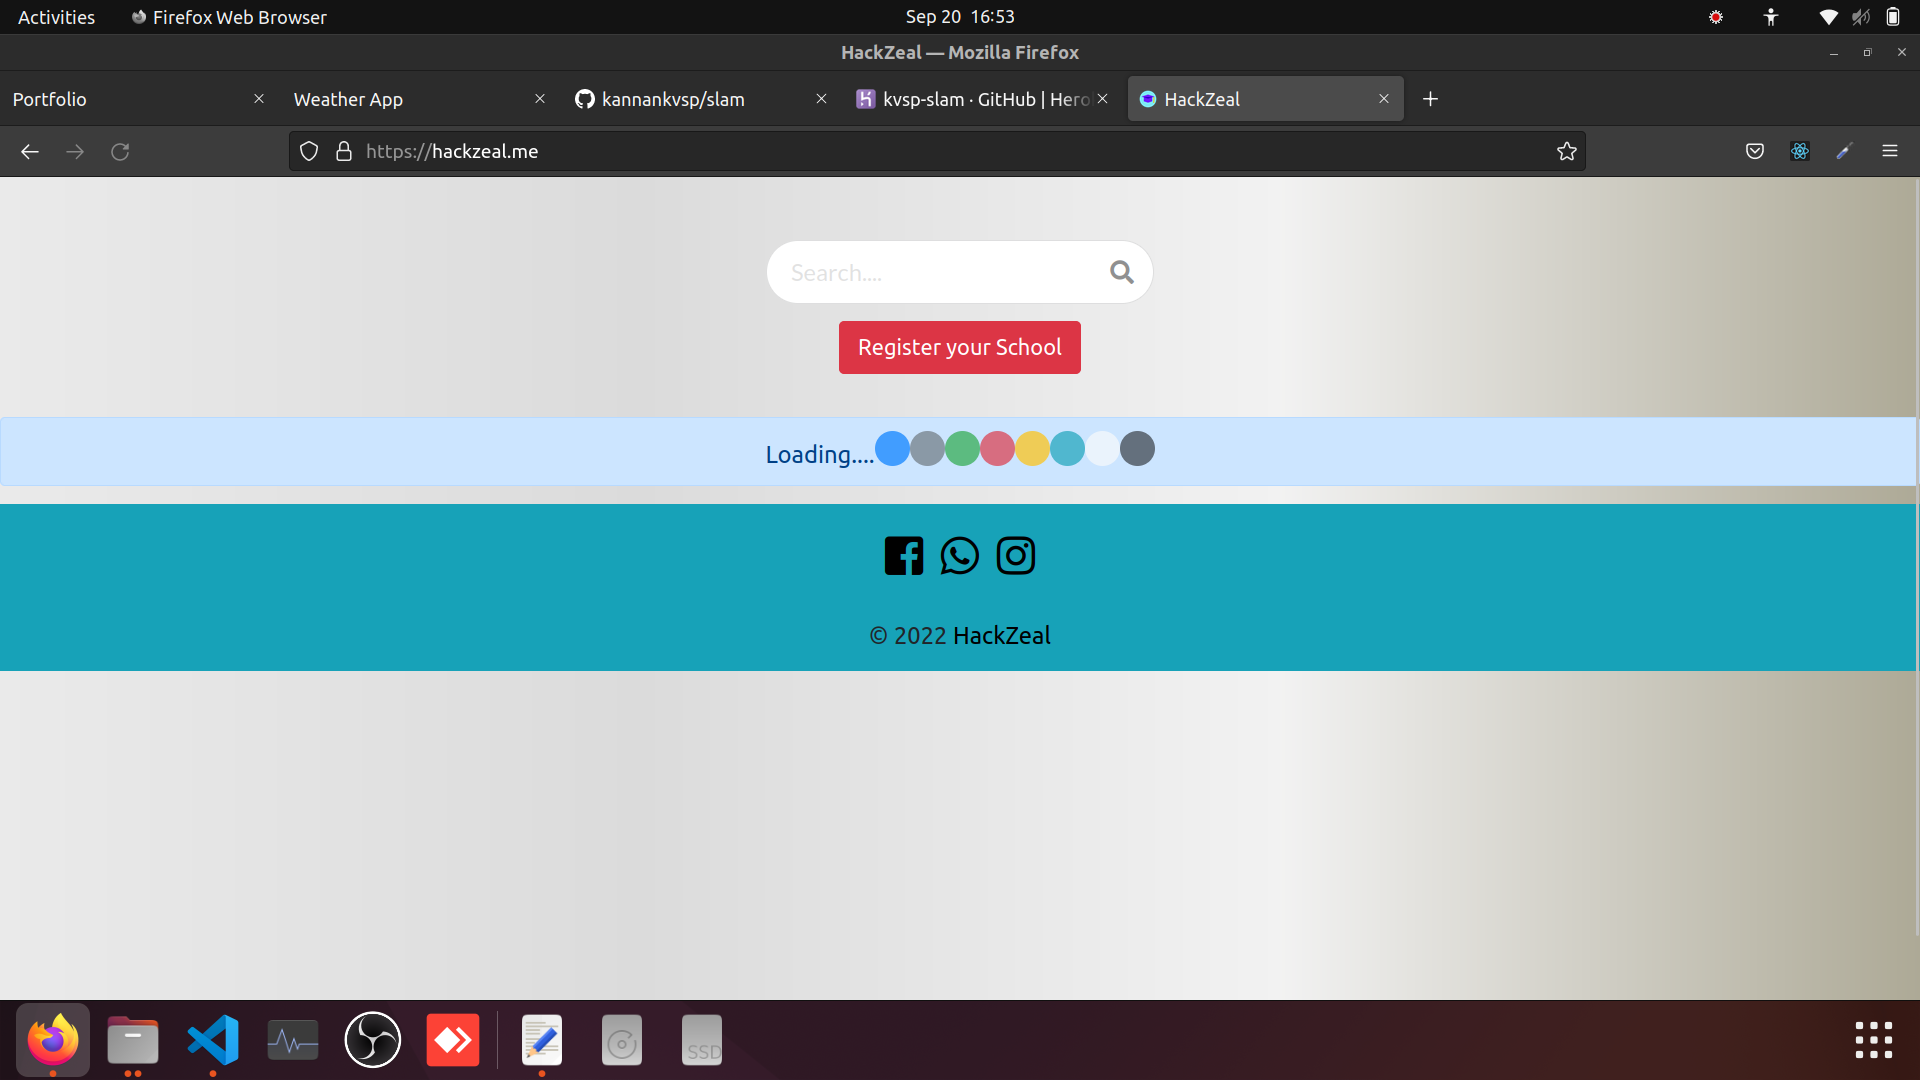 Activities
Firefox Web Browser
Sep 20 16:53
HackZeal — Mozilla Firefox
Portfolio
Weather App
kannankvsp/slam
kvsp-slam · GitHub | Hero
HackZeal
https://hackzeal.me
Search....
Register your School
Loading....
© 2022 HackZeal
SSD